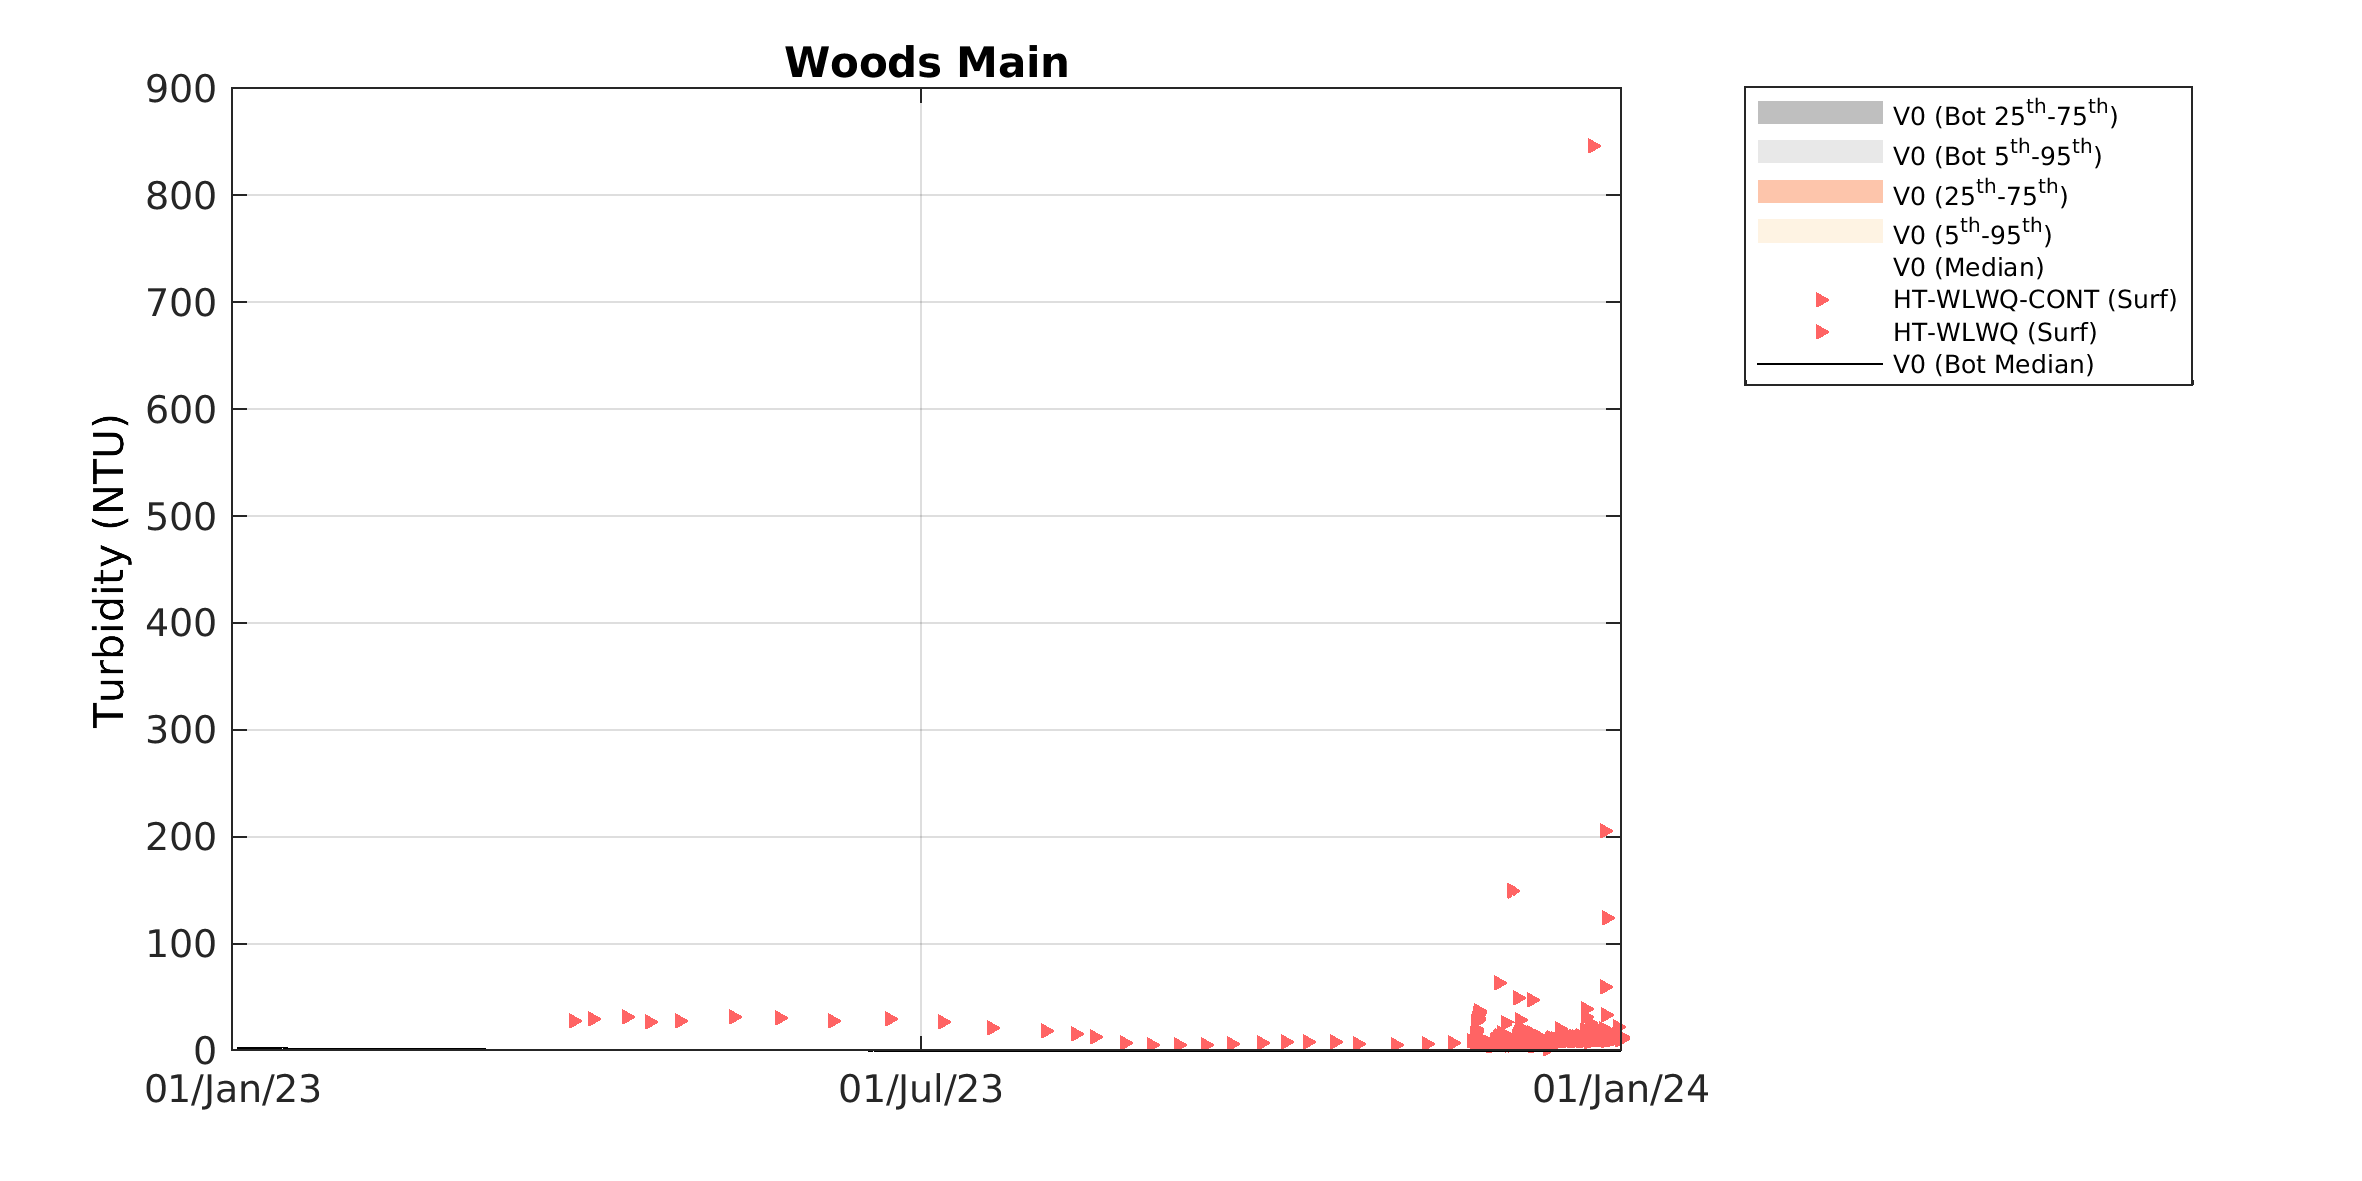 Woods Main
900
800
700
600
500
400
300
200
100
0
Turbidity (NTU)
01/Jan/23
01/Jul/23
01/Jan/24
V0 (Bot 25th-75th)
V0 (Bot 5th-95th)
V0 (25th-75th)
V0 (5th-95th)
V0 (Median)
HT-WLWQ-CONT (Surf)
HT-WLWQ (Surf)
V0 (Bot Median)